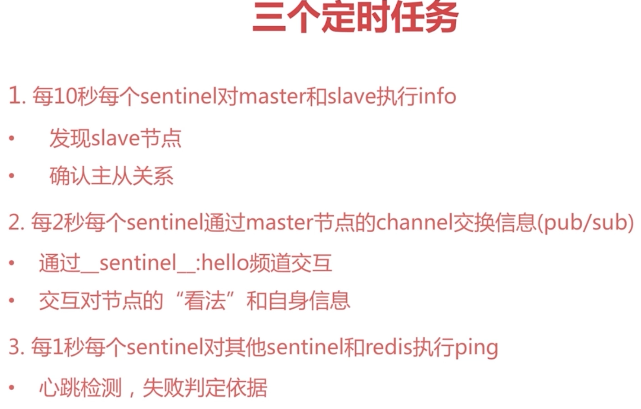 三个定时任务
1. 每10秒每个sentinel对master和slave执行info
• 发现slave节点
• 确认主从关系
2. 每2秒每个sentinel通过master节点的channel交换信息(pub/sub)
• 通过__sentinel__:hello频道交互
• 交互对节点的“看法”和自身信息
3. 每1秒每个sentinel对其他sentinel和redis执行ping
• 心跳检测，失败判定依据